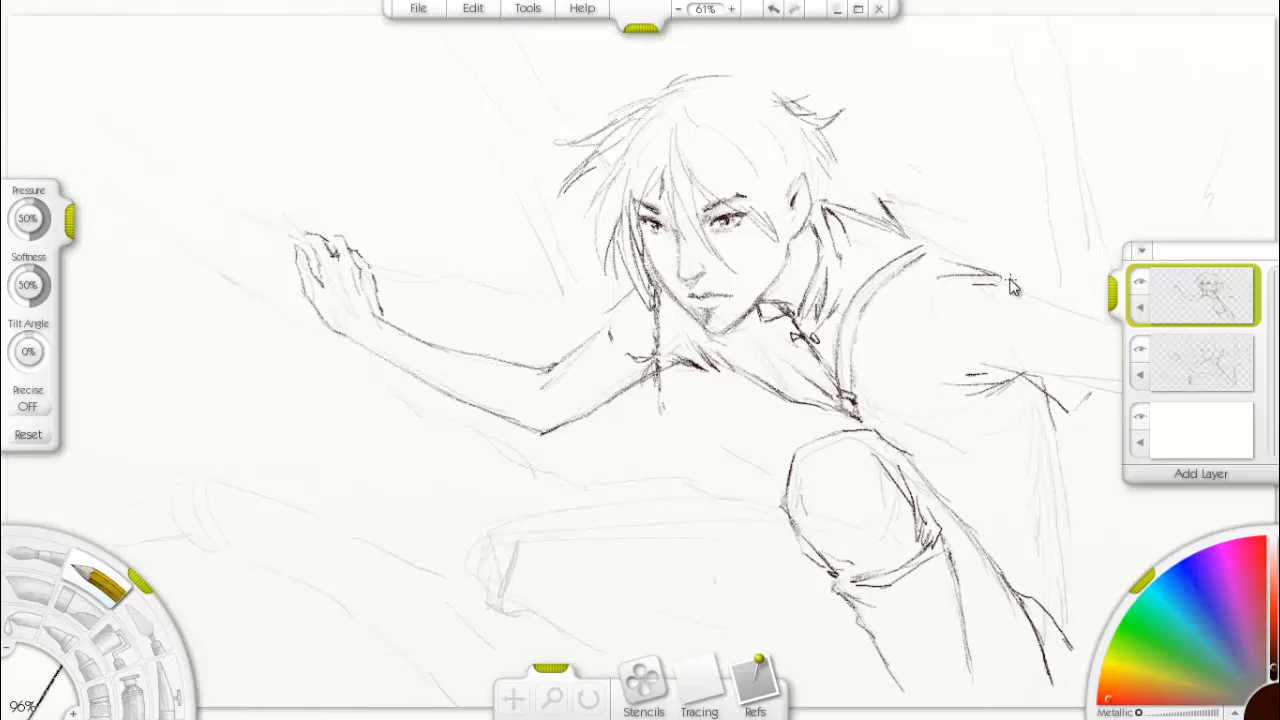 File Edit Tools Help - 61% +
Pressure
50%
Softness
50%
Tilt Angle
0%
Precise
OFF
Reset
Add Layer
96%
Stencils Tracing Refs
Metallic